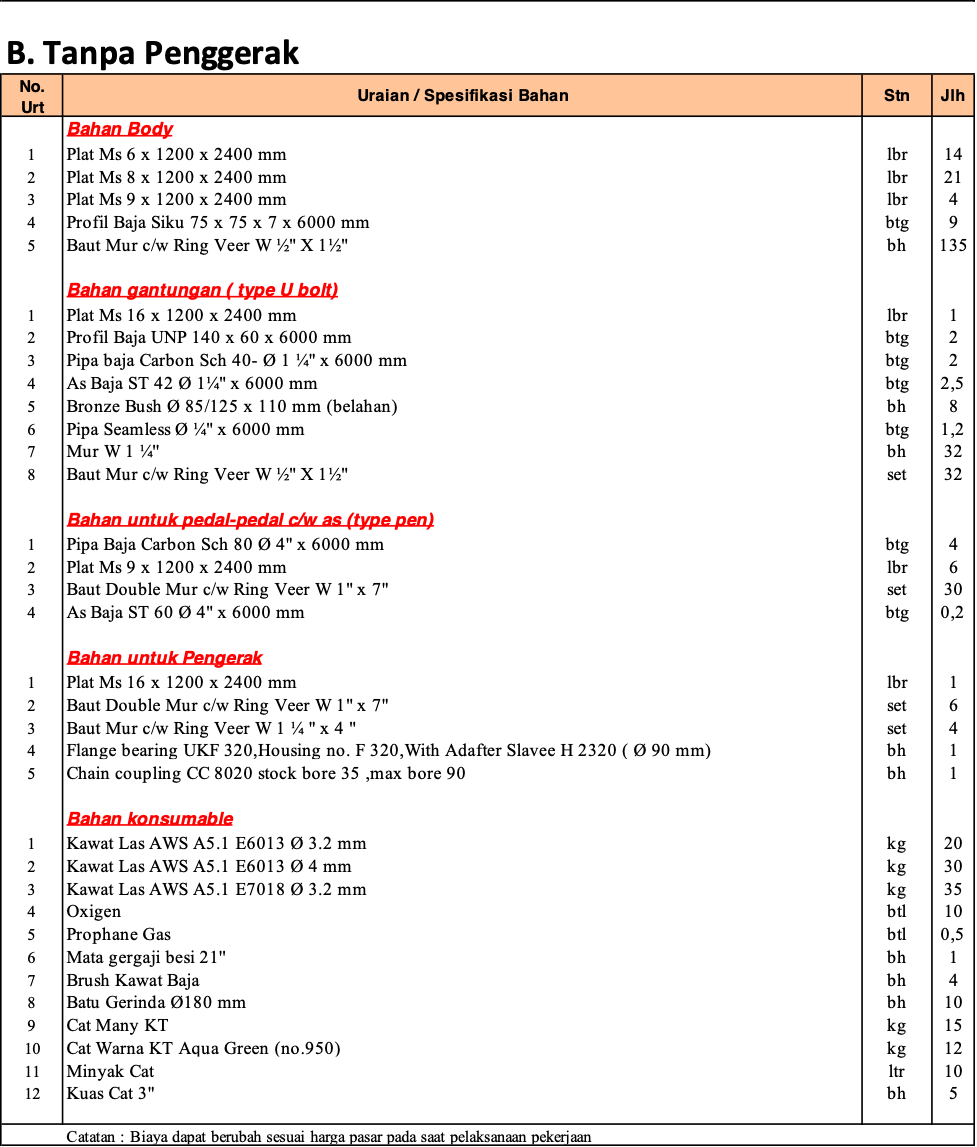 B. Tanpa Penggerak
No. Urt Uraian / Spesifikasi Bahan Stn Jlh
Bahan Body
1 Plat Ms 6 x 1200 x 2400 mm lbr 14
2 Plat Ms 8 x 1200 x 2400 mm lbr 21
3 Plat Ms 9 x 1200 x 2400 mm lbr 4
4 Profil Baja Siku 75 x 75 x 7 x 6000 mm btg 9
5 Baut Mur c/w Ring Veer W ½" X 1½" bh 135
Bahan gantungan ( type U bolt)
1 Plat Ms 16 x 1200 x 2400 mm lbr 1
2 Profil Baja UNP 140 x 60 x 6000 mm btg 2
3 Pipa baja Carbon Sch 40- Ø 1 ¼" x 6000 mm btg 2
4 As Baja ST 42 Ø 1¼" x 6000 mm btg 2,5
5 Bronze Bush Ø 85/125 x 110 mm (belahan) bh 8
6 Pipa Seamless Ø ¼" x 6000 mm btg 1,2
7 Mur W 1 ¼" bh 32
8 Baut Mur c/w Ring Veer W ½" X 1½" set 32
Bahan untuk pedal-pedal c/w as (type pen)
1 Pipa Baja Carbon Sch 80 Ø 4" x 6000 mm btg 4
2 Plat Ms 9 x 1200 x 2400 mm lbr 6
3 Baut Double Mur c/w Ring Veer W 1" x 7" set 30
4 As Baja ST 60 Ø 4" x 6000 mm btg 0,2
Bahan untuk Pengerak
1 Plat Ms 16 x 1200 x 2400 mm lbr 1
2 Baut Double Mur c/w Ring Veer W 1" x 7" set 6
3 Baut Mur c/w Ring Veer W 1 ¼ " x 4 " set 4
4 Flange bearing UKF 320,Housing no. F 320,With Adafter Slavee H 2320 ( Ø 90 mm) bh 1
5 Chain coupling CC 8020 stock bore 35 ,max bore 90 bh 1
Bahan konsumable
1 Kawat Las AWS A5.1 E6013 Ø 3.2 mm kg 20
2 Kawat Las AWS A5.1 E6013 Ø 4 mm kg 30
3 Kawat Las AWS A5.1 E7018 Ø 3.2 mm kg 35
4 Oxigen btl 10
5 Prophane Gas btl 0,5
6 Mata gergaji besi 21" bh 1
7 Brush Kawat Baja bh 4
8 Batu Gerinda Ø180 mm bh 10
9 Cat Many KT kg 15
10 Cat Warna KT Aqua Green (no.950) kg 12
11 Minyak Cat ltr 10
12 Kuas Cat 3" bh 5
Catatan : Biaya dapat berubah sesuai harga pasar pada saat pelaksanaan pekerjaan